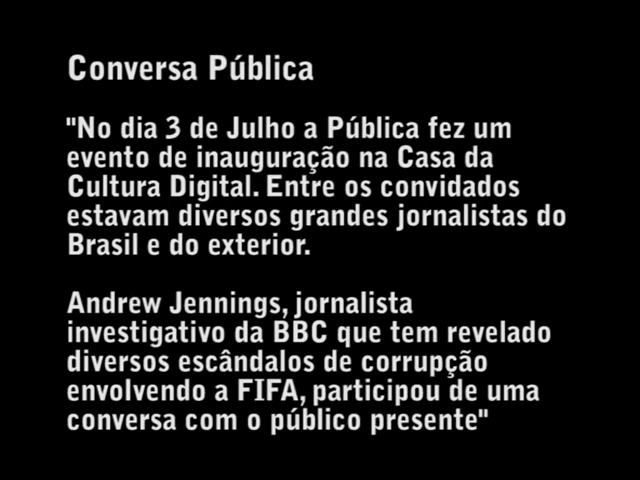 Conversa Pública
"No dia 3 de Julho a Pública fez um
evento de inauguração na Casa da
Cultura Digital. Entre os convidados
estavam diversos grandes jornalistas do
Brasil e do exterior.
Andrew Jennings, jornalista
investigativo da BBC que tem revelado
diversos escândalos de corrupção
envolvendo a FIFA, participou de uma
conversa com o público presente"